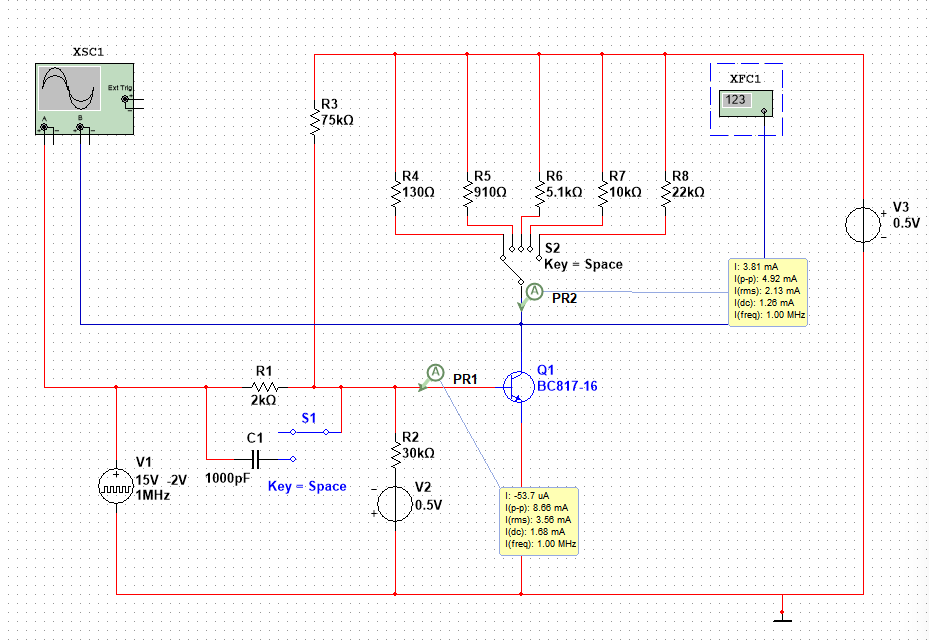 XSC1
Ext Trig
+
−
A
B
+
−
+
−
XFC1
123
R3
75kΩ
R4
130Ω
R5
910Ω
R6
5.1kΩ
R7
10kΩ
R8
22kΩ
V3
0.5V
+
−
S2
Key = Space
A
PR2
I: 3.81 mA
I(p-p): 4.92 mA
I(rms): 2.13 mA
I(dc): 1.26 mA
I(freq): 1.00 MHz
R1
2kΩ
A
PR1
Q1
BC817-16
S1
C1
1000pF
Key = Space
R2
30kΩ
V1
15V -2V
1MHz
+
V2
0.5V
−
+
I: -53.7 uA
I(p-p): 8.66 mA
I(rms): 3.56 mA
I(dc): 1.68 mA
I(freq): 1.00 MHz